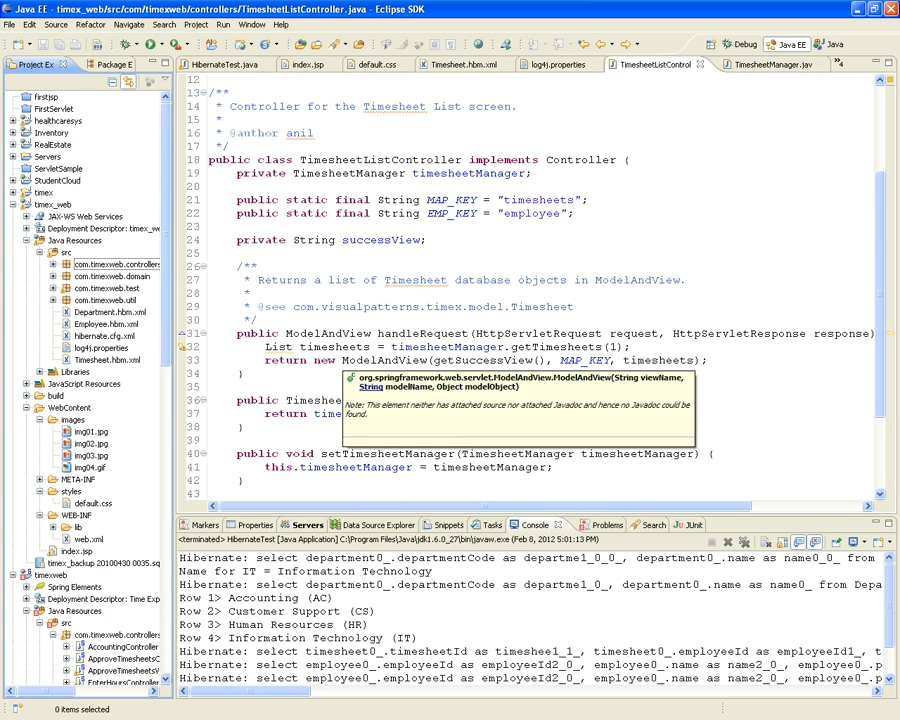 Java EE - timex_web/src/com/timexweb/controllers/TimesheetListController.java - Eclipse SDK
File Edit Source Refactor Navigate Search Project Run Window Help
Debug Java EE Java
Project Ex Package E
HibernateTest.java index.jsp default.css Timesheet.hbm.xml log4j.properties TimesheetListControl TimesheetManager.jav »4
firstjsp
FirstServlet
healthcaresys
Inventory
RealEstate
Servers
ServletSample
StudentCloud
timex
timex_web
JAX-WS Web Services
Deployment Descriptor: timex_we
Java Resources
src
com.timexweb.controllers
com.timexweb.domain
com.timexweb.test
com.timexweb.util
Department.hbm.xml
Employee.hbm.xml
hibernate.cfg.xml
log4j.properties
Timesheet.hbm.xml
Libraries
JavaScript Resources
build
WebContent
images
img01.jpg
img02.jpg
img03.jpg
img04.gif
META-INF
styles
default.css
WEB-INF
lib
web.xml
index.jsp
timex_backup 20100430 0035.sq
timexweb
Spring Elements
Deployment Descriptor: Time Exp
Java Resources
src
com.timexweb.controllers
AccountingController
ApproveTimesheetsC
ApproveTimesheetsV
EnterHoursController
12
13 /**
14 * Controller for the Timesheet List screen.
15 *
16 * @author anil
17 */
18 public class TimesheetListController implements Controller {
19 private TimesheetManager timesheetManager;
20
21 public static final String MAP_KEY = "timesheets";
22 public static final String EMP_KEY = "employee";
23
24 private String successView;
25
26 /**
27 * Returns a list of Timesheet database objects in ModelAndView.
28 *
29 * @see com.visualpatterns.timex.model.Timesheet
30 */
31 public ModelAndView handleRequest(HttpServletRequest request, HttpServletResponse response)
32 List timesheets = timesheetManager.getTimesheets(1);
33 return new ModelAndView(getSuccessView(), MAP_KEY, timesheets);
34 }
org.springframework.web.servlet.ModelAndView.ModelAndView(String viewName,
String modelName, Object modelObject)
Note: This element neither has attached source nor attached Javadoc and hence no Javadoc could be
found.
35
36 public Times
37 return time
38 }
39
40 public void setTimesheetManager(TimesheetManager timesheetManager) {
41 this.timesheetManager = timesheetManager;
42 }
43
Markers Properties Servers Data Source Explorer Snippets Tasks Console Problems Search JUnit
<terminated> HibernateTest [Java Application] C:\Program Files\Java\jdk1.6.0_27\bin\javaw.exe (Feb 8, 2012 5:01:13 PM)
Hibernate: select department0_.departmentCode as departme1_0_0_, department0_.name as name0_0_ from
Name for IT = Information Technology
Hibernate: select department0_.departmentCode as departme1_0_, department0_.name as name0_ from Depa
Row 1> Accounting (AC)
Row 2> Customer Support (CS)
Row 3> Human Resources (HR)
Row 4> Information Technology (IT)
Hibernate: select timesheet0_.timesheetId as timeshee1_1_, timesheet0_.employeeId as employeeId1_, t
Hibernate: select employee0_.employeeId as employeeId2_0_, employee0_.name as name2_0_, employee0_.p
Hibernate: select employee0_.employeeId as employeeId2_0_, employee0_.name as name2_0_, employee0_.p
0 items selected